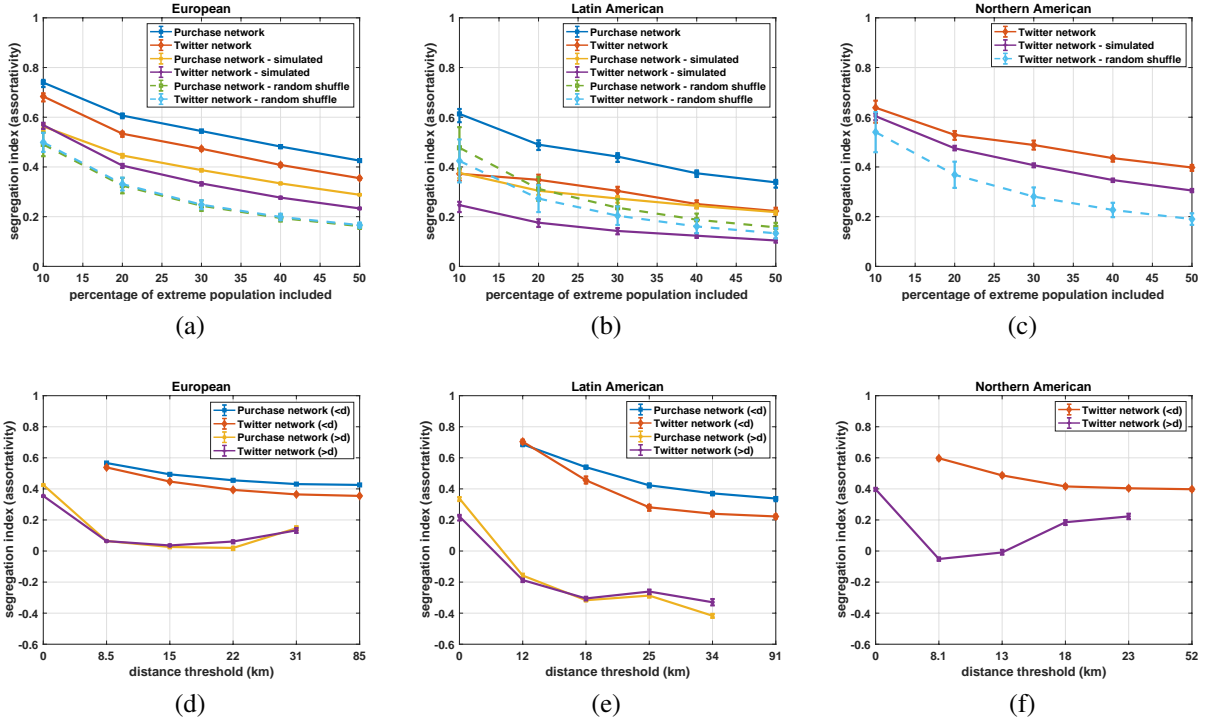 European
Purchase network
Twitter network
Purchase network - simulated
Twitter network - simulated
Purchase network - random shuffle
Twitter network - random shuffle
segregation index (assortativity)
1
0.8
0.6
0.4
0.2
0
10 15 20 25 30 35 40 45 50
percentage of extreme population included
(a)
Latin American
Purchase network
Twitter network
Purchase network - simulated
Twitter network - simulated
Purchase network - random shuffle
Twitter network - random shuffle
segregation index (assortativity)
1
0.8
0.6
0.4
0.2
0
10 15 20 25 30 35 40 45 50
percentage of extreme population included
(b)
Northern American
Twitter network
Twitter network - simulated
Twitter network - random shuffle
segregation index (assortativity)
1
0.8
0.6
0.4
0.2
0
10 15 20 25 30 35 40 45 50
percentage of extreme population included
(c)
European
Purchase network (<d)
Twitter network (<d)
Purchase network (>d)
Twitter network (>d)
segregation index (assortativity)
1
0.8
0.6
0.4
0.2
0
-0.2
-0.4
-0.6
0 8.5 15 22 31 85
distance threshold (km)
(d)
Latin American
Purchase network (<d)
Twitter network (<d)
Purchase network (>d)
Twitter network (>d)
segregation index (assortativity)
1
0.8
0.6
0.4
0.2
0
-0.2
-0.4
-0.6
0 12 18 25 34 91
distance threshold (km)
(e)
Northern American
Twitter network (<d)
Twitter network (>d)
segregation index (assortativity)
1
0.8
0.6
0.4
0.2
0
-0.2
-0.4
-0.6
0 8.1 13 18 23 52
distance threshold (km)
(f)